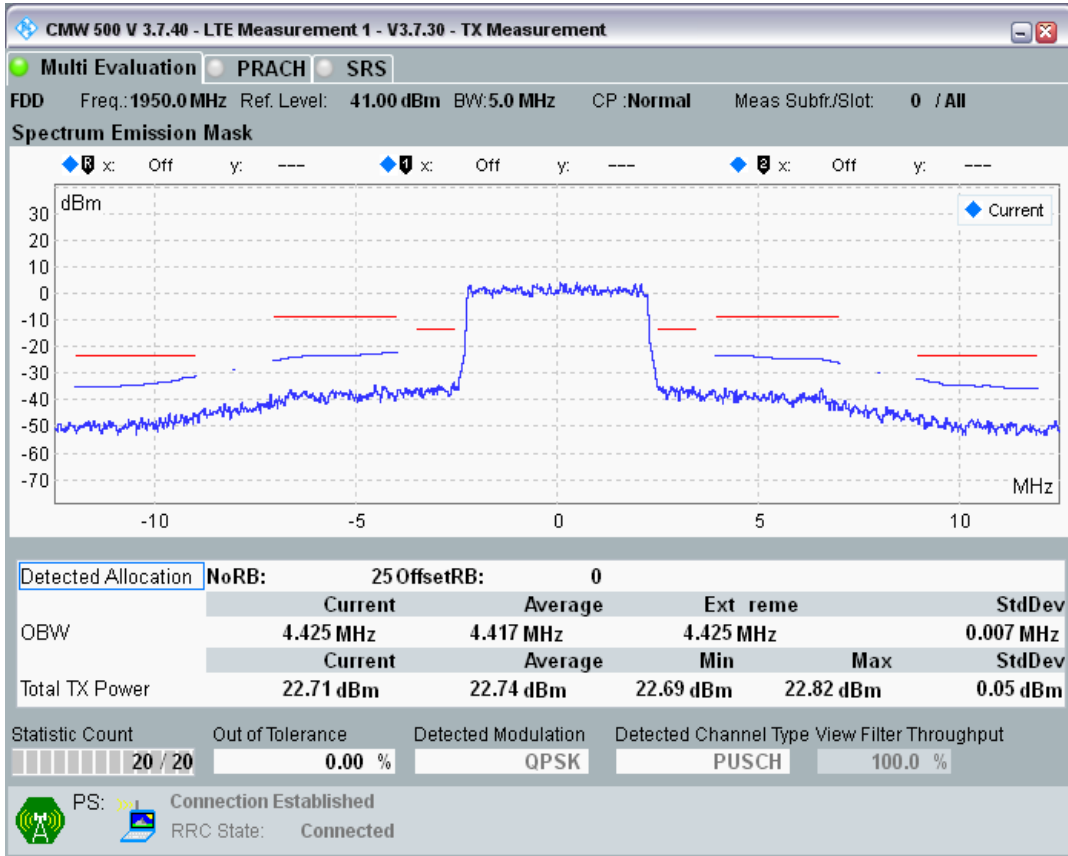 CMW 500 V 3.7.40 - LTE Measurement 1 - V3.7.30 - TX Measurement
Multi Evaluation PRACH SRS
FDD Freq.: 1950.0 MHz Ref. Level: 41.00 dBm BW: 5.0 MHz CP : Normal Meas Subfr./Slot: 0 / All
Spectrum Emission Mask
R x: Off y: --- 1 x: Off y: --- 2 x: Off y: ---
dBm
Current
30
20
10
0
-10
-20
-30
-40
-50
-60
-70
MHz
-10 -5 0 5 10
Detected Allocation NoRB: 25 OffsetRB: 0
Current Average Ext reme StdDev
OBW 4.425 MHz 4.417 MHz 4.425 MHz 0.007 MHz
Current Average Min Max StdDev
Total TX Power 22.71 dBm 22.74 dBm 22.69 dBm 22.82 dBm 0.05 dBm
Statistic Count Out of Tolerance Detected Modulation Detected Channel Type View Filter Throughput
20 / 20 0.00 % QPSK PUSCH 100.0 %
PS: Connection Established
RRC State: Connected